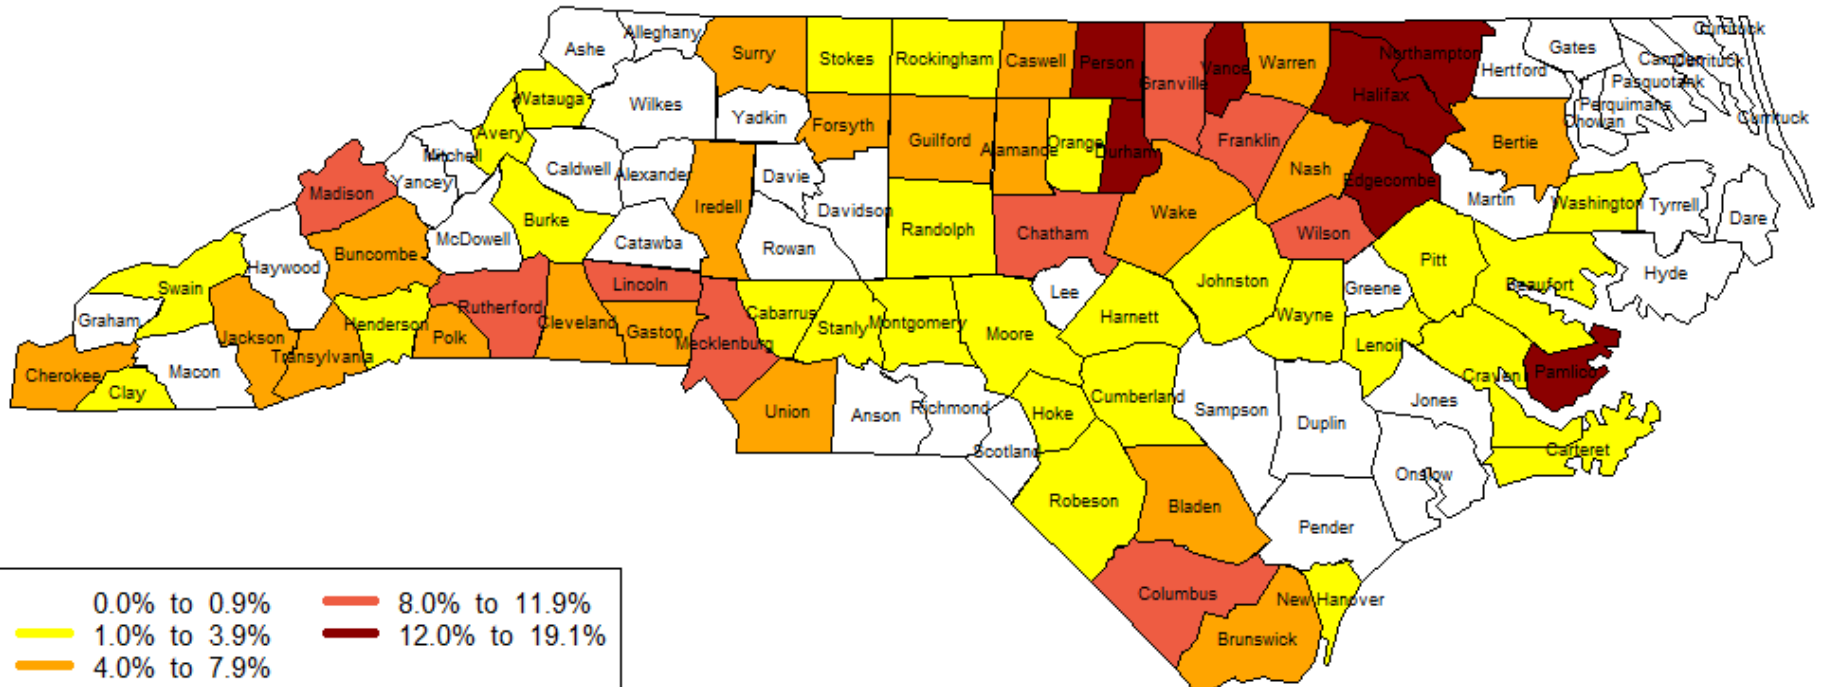 Ashe
Alleghany
Surry
Stokes
Rockingham
Caswell
Person
Granville
Vance
Warren
Northampton
Halifax
Hertford
Gates
Currituck
Camden
Currituck
Pasquotank
Perquimans
Chowan
Currituck
Watauga
Wilkes
Yadkin
Forsyth
Guilford
Alamance
Orange
Durham
Franklin
Nash
Edgecombe
Bertie
Avery
Mitchell
Yancey
Caldwell
Alexander
Davie
Davidson
Iredell
Madison
Martin
Washington
Tyrrell
Dare
Burke
McDowell
Catawba
Rowan
Randolph
Chatham
Wake
Wilson
Buncombe
Haywood
Swain
Pitt
Beaufort
Hyde
Graham
Jackson
Henderson
Rutherford
Lincoln
Cleveland
Gaston
Polk
Transylvania
Mecklenburg
Cabarrus
Stanly
Montgomery
Moore
Lee
Harnett
Johnston
Wayne
Greene
Lenoir
Craven
Pamlico
Cherokee
Clay
Macon
Union
Anson
Richmond
Hoke
Cumberland
Sampson
Duplin
Jones
Scotland
Carteret
Onslow
Robeson
Bladen
Pender
Columbus
New Hanover
Brunswick
0.0% to 0.9%
1.0% to 3.9%
4.0% to 7.9%
8.0% to 11.9%
12.0% to 19.1%